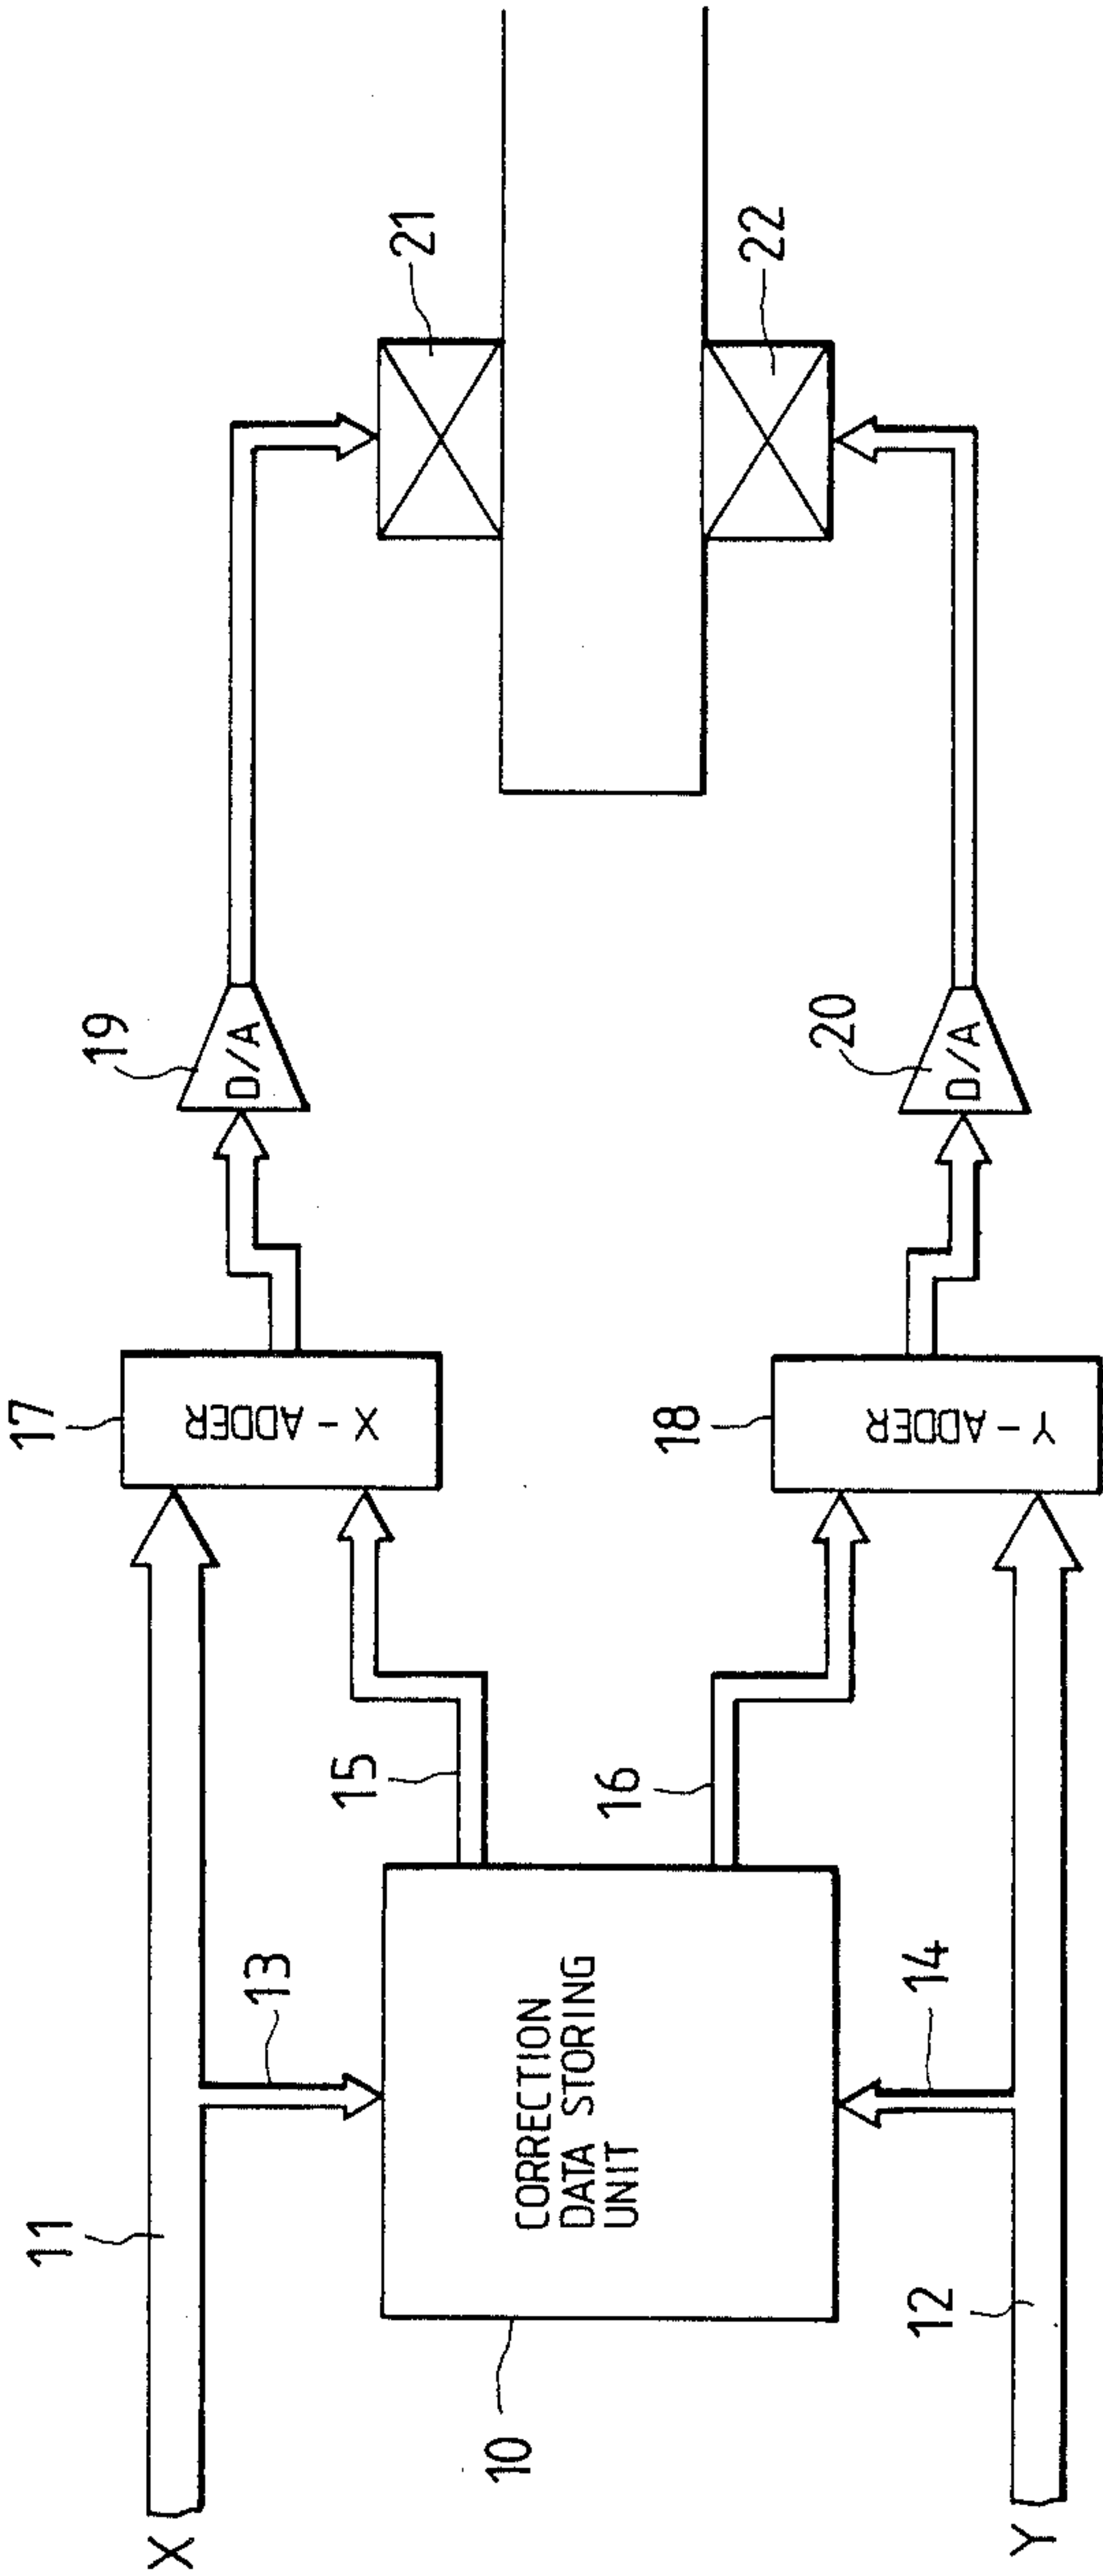 X
11
13
10
CORRECTION
DATA STORING
UNIT
15
16
14
12
Y
17
X-ADDER
18
Y-ADDER
19
D/A
20
D/A
21
22